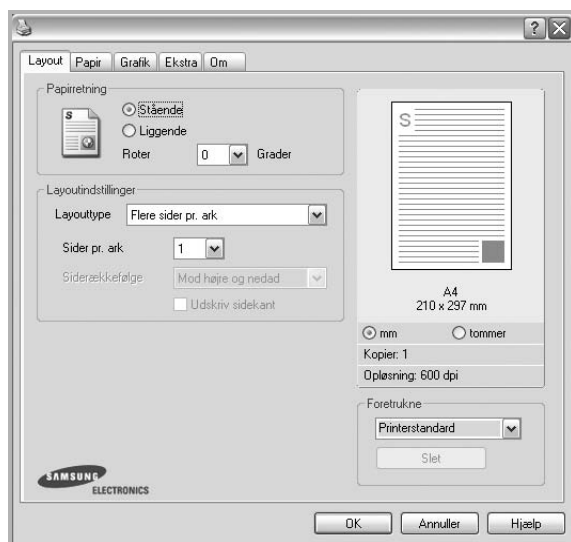 Layout Papir Grafik Ekstra Om
Papirretning
Stående
Liggende
Roter 0 Grader
Layoutindstillinger
Layouttype Flere sider pr. ark
Sider pr. ark 1
Siderækkefølge Mod højre og nedad
Udskriv sidekant
S
S
A4
210 x 297 mm
mm tommer
Kopier: 1
Opløsning: 600 dpi
Foretrukne
Printerstandard
Slet
SAMSUNG
ELECTRONICS
OK Annuller Hjælp